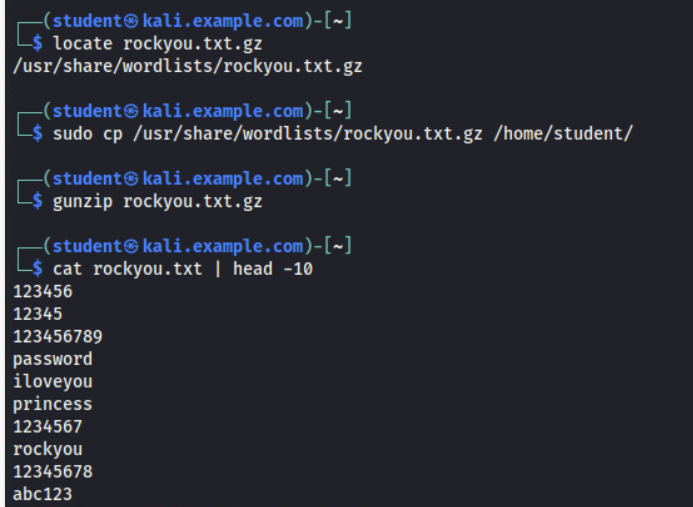 (student㉿kali.example.com)-[~]
$ locate rockyou.txt.gz
/usr/share/wordlists/rockyou.txt.gz
(student㉿kali.example.com)-[~]
$ sudo cp /usr/share/wordlists/rockyou.txt.gz /home/student/
(student㉿kali.example.com)-[~]
$ gunzip rockyou.txt.gz
(student㉿kali.example.com)-[~]
$ cat rockyou.txt | head -10
123456
12345
123456789
password
iloveyou
princess
1234567
rockyou
12345678
abc123